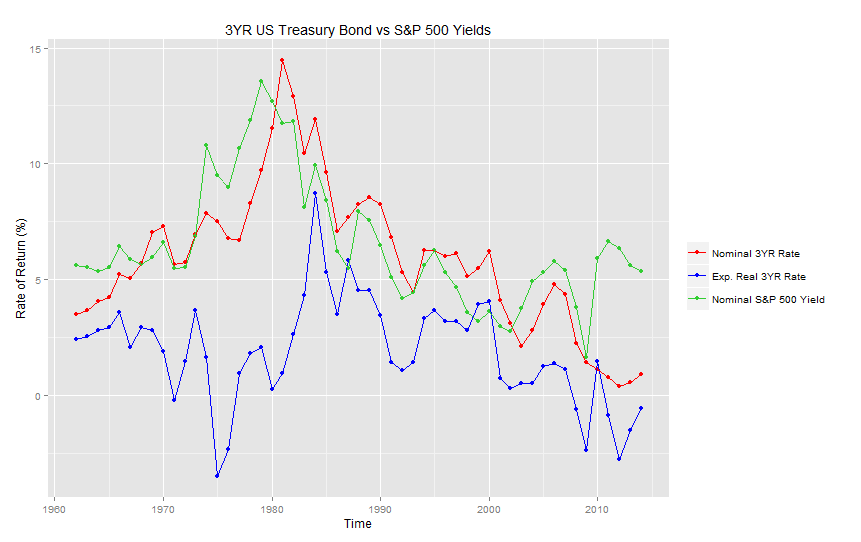 3YR US Treasury Bond vs S&P 500 Yields
15
10
5
0
Rate of Return (%)
1960
1970
1980
1990
2000
2010
Time
Nominal 3YR Rate
Exp. Real 3YR Rate
Nominal S&P 500 Yield